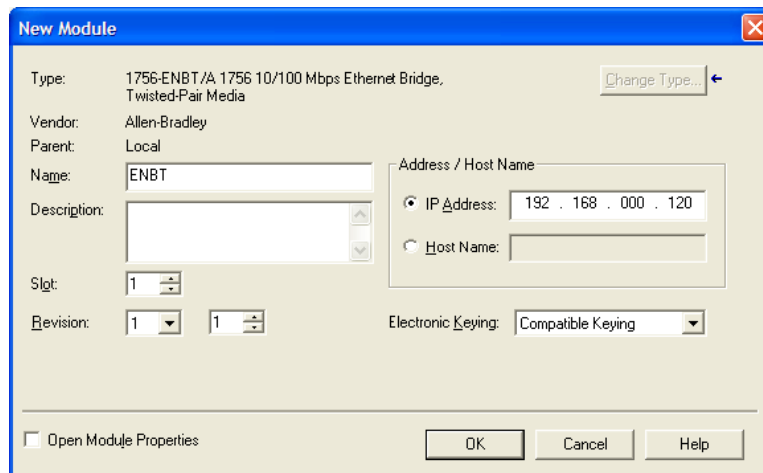 New Module
Type: 1756-ENBT/A 1756 10/100 Mbps Ethernet Bridge,
Twisted-Pair Media
Change Type...
Vendor: Allen-Bradley
Parent: Local
Name: ENBT
Address / Host Name
IP Address: 192 . 168 . 000 . 120
Description:
Host Name:
Slot: 1
Revision: 1 1
Electronic Keying: Compatible Keying
Open Module Properties
OK Cancel Help